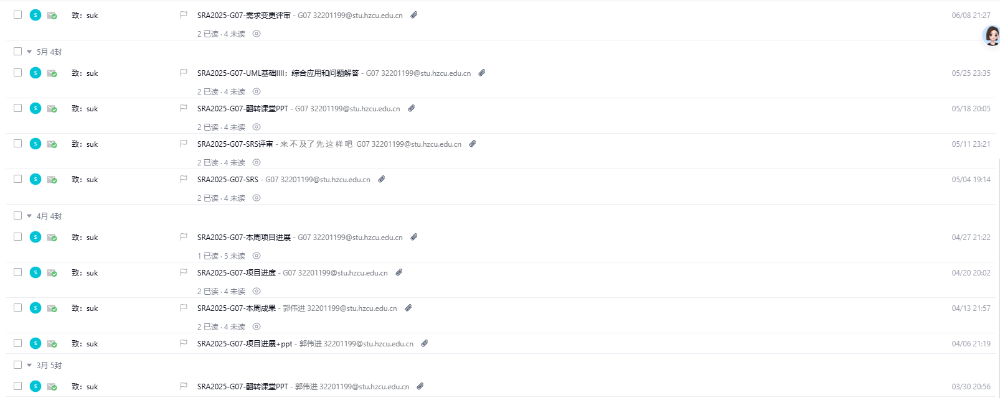 S 致：suk SRA2025-G07-需求变更评审 - G07 32201199@stu.hzcu.edu.cn 06/08 21:27
2 已读 · 4 未读
5月 4封
S 致：suk SRA2025-G07-UML基础IIII：综合应用和问题解答 - G07 32201199@stu.hzcu.edu.cn 05/25 23:35
2 已读 · 4 未读
S 致：suk SRA2025-G07-翻转课堂PPT - G07 32201199@stu.hzcu.edu.cn 05/18 20:05
2 已读 · 4 未读
S 致：suk SRA2025-G07-SRS评审 - 来 不 及了 先 这 样 吧 G07 32201199@stu.hzcu.edu.cn 05/11 23:21
2 已读 · 4 未读
S 致：suk SRA2025-G07-SRS - G07 32201199@stu.hzcu.edu.cn 05/04 19:14
2 已读 · 4 未读
4月 4封
S 致：suk SRA2025-G07-本周项目进展 - G07 32201199@stu.hzcu.edu.cn 04/27 21:22
1 已读 · 5 未读
S 致：suk SRA2025-G07-项目进度 - G07 32201199@stu.hzcu.edu.cn 04/20 20:02
2 已读 · 4 未读
S 致：suk SRA2025-G07-本周成果 - 郭伟进 32201199@stu.hzcu.edu.cn 04/13 21:57
2 已读 · 4 未读
S 致：suk SRA2025-G07-项目进展+ppt - 郭伟进 32201199@stu.hzcu.edu.cn 04/06 21:19
3月 5封
S 致：suk SRA2025-G07-翻转课堂PPT - 郭伟进 32201199@stu.hzcu.edu.cn 03/30 20:56